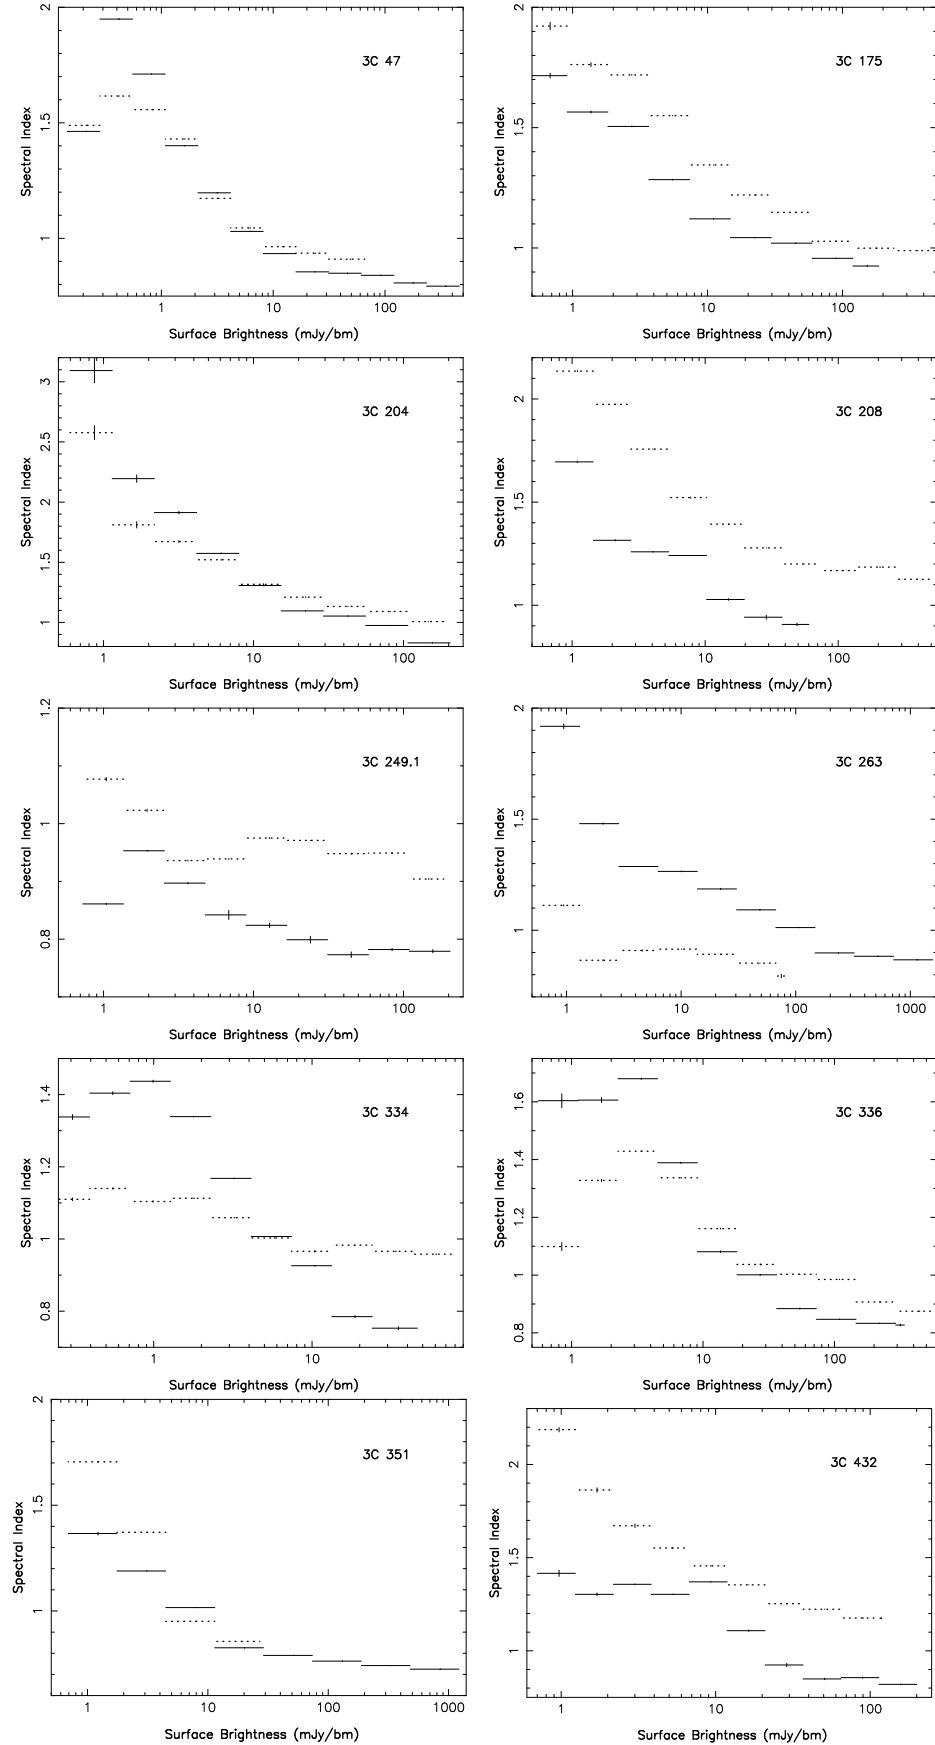 3C 47
2
1.5
1
Spectral Index
1
10
100
Surface Brightness (mJy/bm)
3C 175
2
1.5
1
Spectral Index
1
10
100
Surface Brightness (mJy/bm)
3C 204
3
2.5
2
1.5
1
Spectral Index
1
10
100
Surface Brightness (mJy/bm)
3C 208
2
1.5
1
Spectral Index
1
10
100
Surface Brightness (mJy/bm)
3C 249.1
1.2
1
0.8
Spectral Index
1
10
100
Surface Brightness (mJy/bm)
3C 263
2
1.5
1
Spectral Index
1
10
100
1000
Surface Brightness (mJy/bm)
3C 334
1.4
1.2
1
0.8
Spectral Index
1
10
Surface Brightness (mJy/bm)
3C 336
1.6
1.4
1.2
1
0.8
Spectral Index
1
10
100
Surface Brightness (mJy/bm)
3C 351
2
1.5
1
Spectral Index
1
10
100
1000
Surface Brightness (mJy/bm)
3C 432
2
1.5
1
Spectral Index
1
10
100
Surface Brightness (mJy/bm)